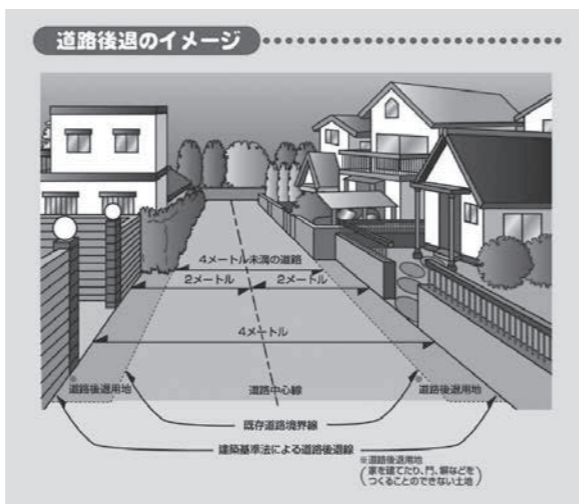 道路後退のイメージ
4メートル未満の道路
2メートル 2メートル
4メートル
※道路後退用地 道路中心線 ※道路後退用地
既存道路境界線
建築基準法による道路後退線
※道路後退用地
(家を建てたり、門、塀などを
つくることのできない土地)